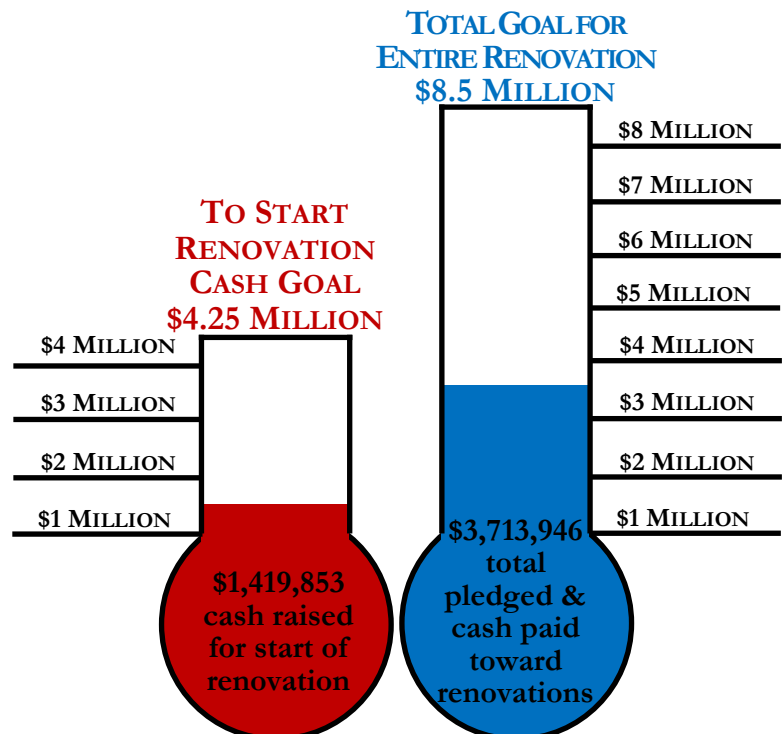 TOTAL GOAL FOR
ENTIRE RENOVATION
$8.5 MILLION
$8 MILLION
$7 MILLION
$6 MILLION
$5 MILLION
$4 MILLION
$3 MILLION
$2 MILLION
$1 MILLION
$3,713,946
total
pledged &
cash paid
toward
renovations
TO START
RENOVATION
CASH GOAL
$4.25 MILLION
$4 MILLION
$3 MILLION
$2 MILLION
$1 MILLION
$1,419,853
cash raised
for start of
renovation